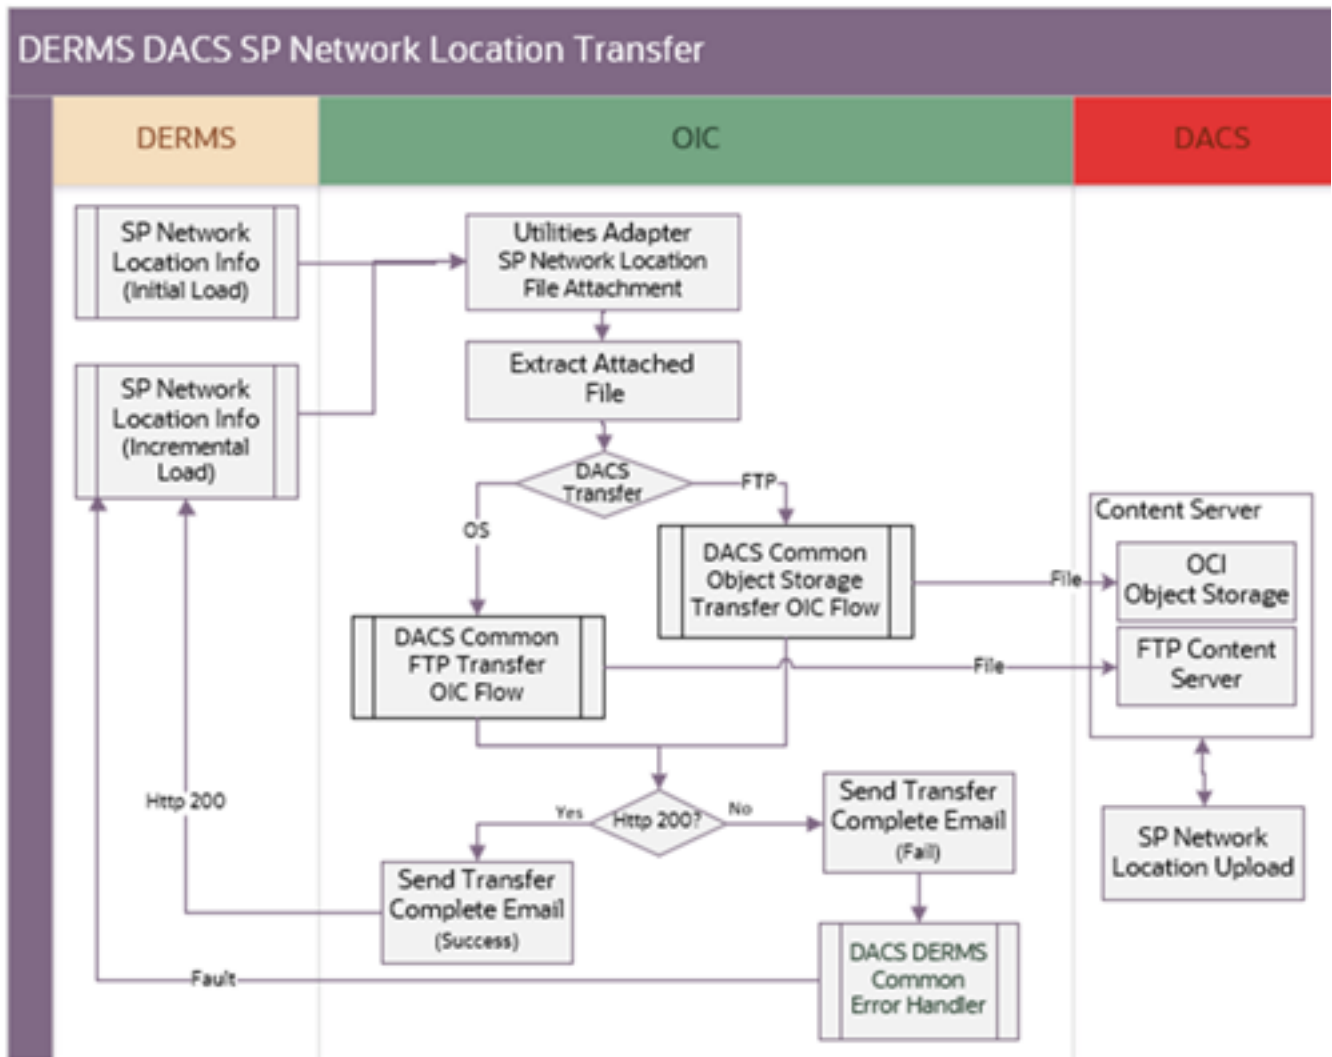 DERMS DACS SP Network Location Transfer
DERMS
OIC
DACS
SP Network
Location Info
(Initial Load)
Utilities Adapter
SP Network Location
File Attachment
SP Network
Location Info
(Incremental
Load)
Extract Attached
File
DACS
Transfer
OS
FTP
DACS Common
Object Storage
Transfer OIC Flow
File
Content Server
OCI
Object Storage
DACS Common
FTP Transfer
OIC Flow
File
FTP Content
Server
Http 200
Yes
Http 200?
No
Send Transfer
Complete Email
(Fail)
SP Network
Location Upload
Send Transfer
Complete Email
(Success)
Fault
DACS DERMS
Common
Error Handler